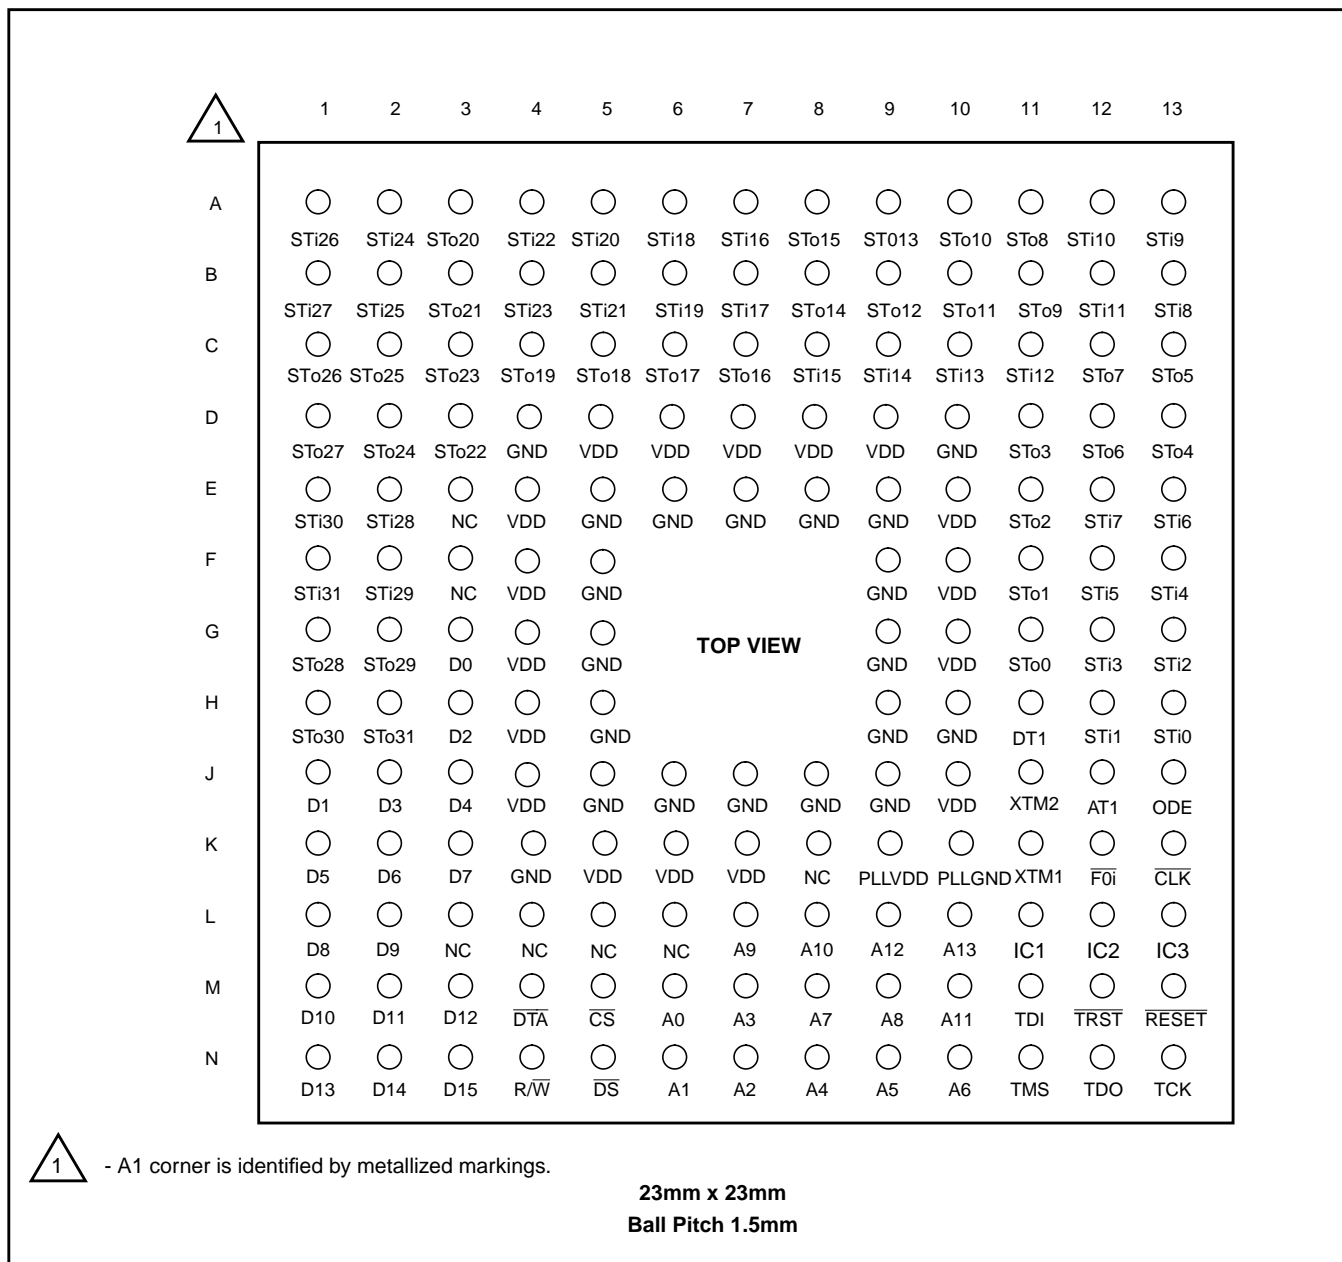 1 1 2 3 4 5 6 7 8 9 10 11 12 13
A
STi26 STi24 STo20 STi22 STi20 STi18 STi16 STo15 ST013 STo10 STo8 STi10 STi9
B
STi27 STi25 STo21 STi23 STi21 STi19 STi17 STo14 STo12 STo11 STo9 STi11 STi8
C
STo26 STo25 STo23 STo19 STo18 STo17 STo16 STi15 STi14 STi13 STi12 STo7 STo5
D
STo27 STo24 STo22 GND VDD VDD VDD VDD VDD GND STo3 STo6 STo4
E
STi30 STi28 NC VDD GND GND GND GND GND VDD STo2 STi7 STi6
F
STi31 STi29 NC VDD GND GND VDD STo1 STi5 STi4
G
TOP VIEW
STo28 STo29 D0 VDD GND GND VDD STo0 STi3 STi2
H
STo30 STo31 D2 VDD GND GND GND DT1 STi1 STi0
J
D1 D3 D4 VDD GND GND GND GND GND VDD XTM2 AT1 ODE
K
D5 D6 D7 GND VDD VDD VDD NC PLLVDD PLLGND XTM1 F̅0̅i̅ C̅L̅K̅
L
D8 D9 NC NC NC NC A9 A10 A12 A13 IC1 IC2 IC3
M
D10 D11 D12 D̅T̅A̅ C̅S̅ A0 A3 A7 A8 A11 TDI T̅R̅S̅T̅ R̅E̅S̅E̅T̅
N
D13 D14 D15 R/W̅ D̅S̅ A1 A2 A4 A5 A6 TMS TDO TCK
1 - A1 corner is identified by metallized markings.
23mm x 23mm
Ball Pitch 1.5mm